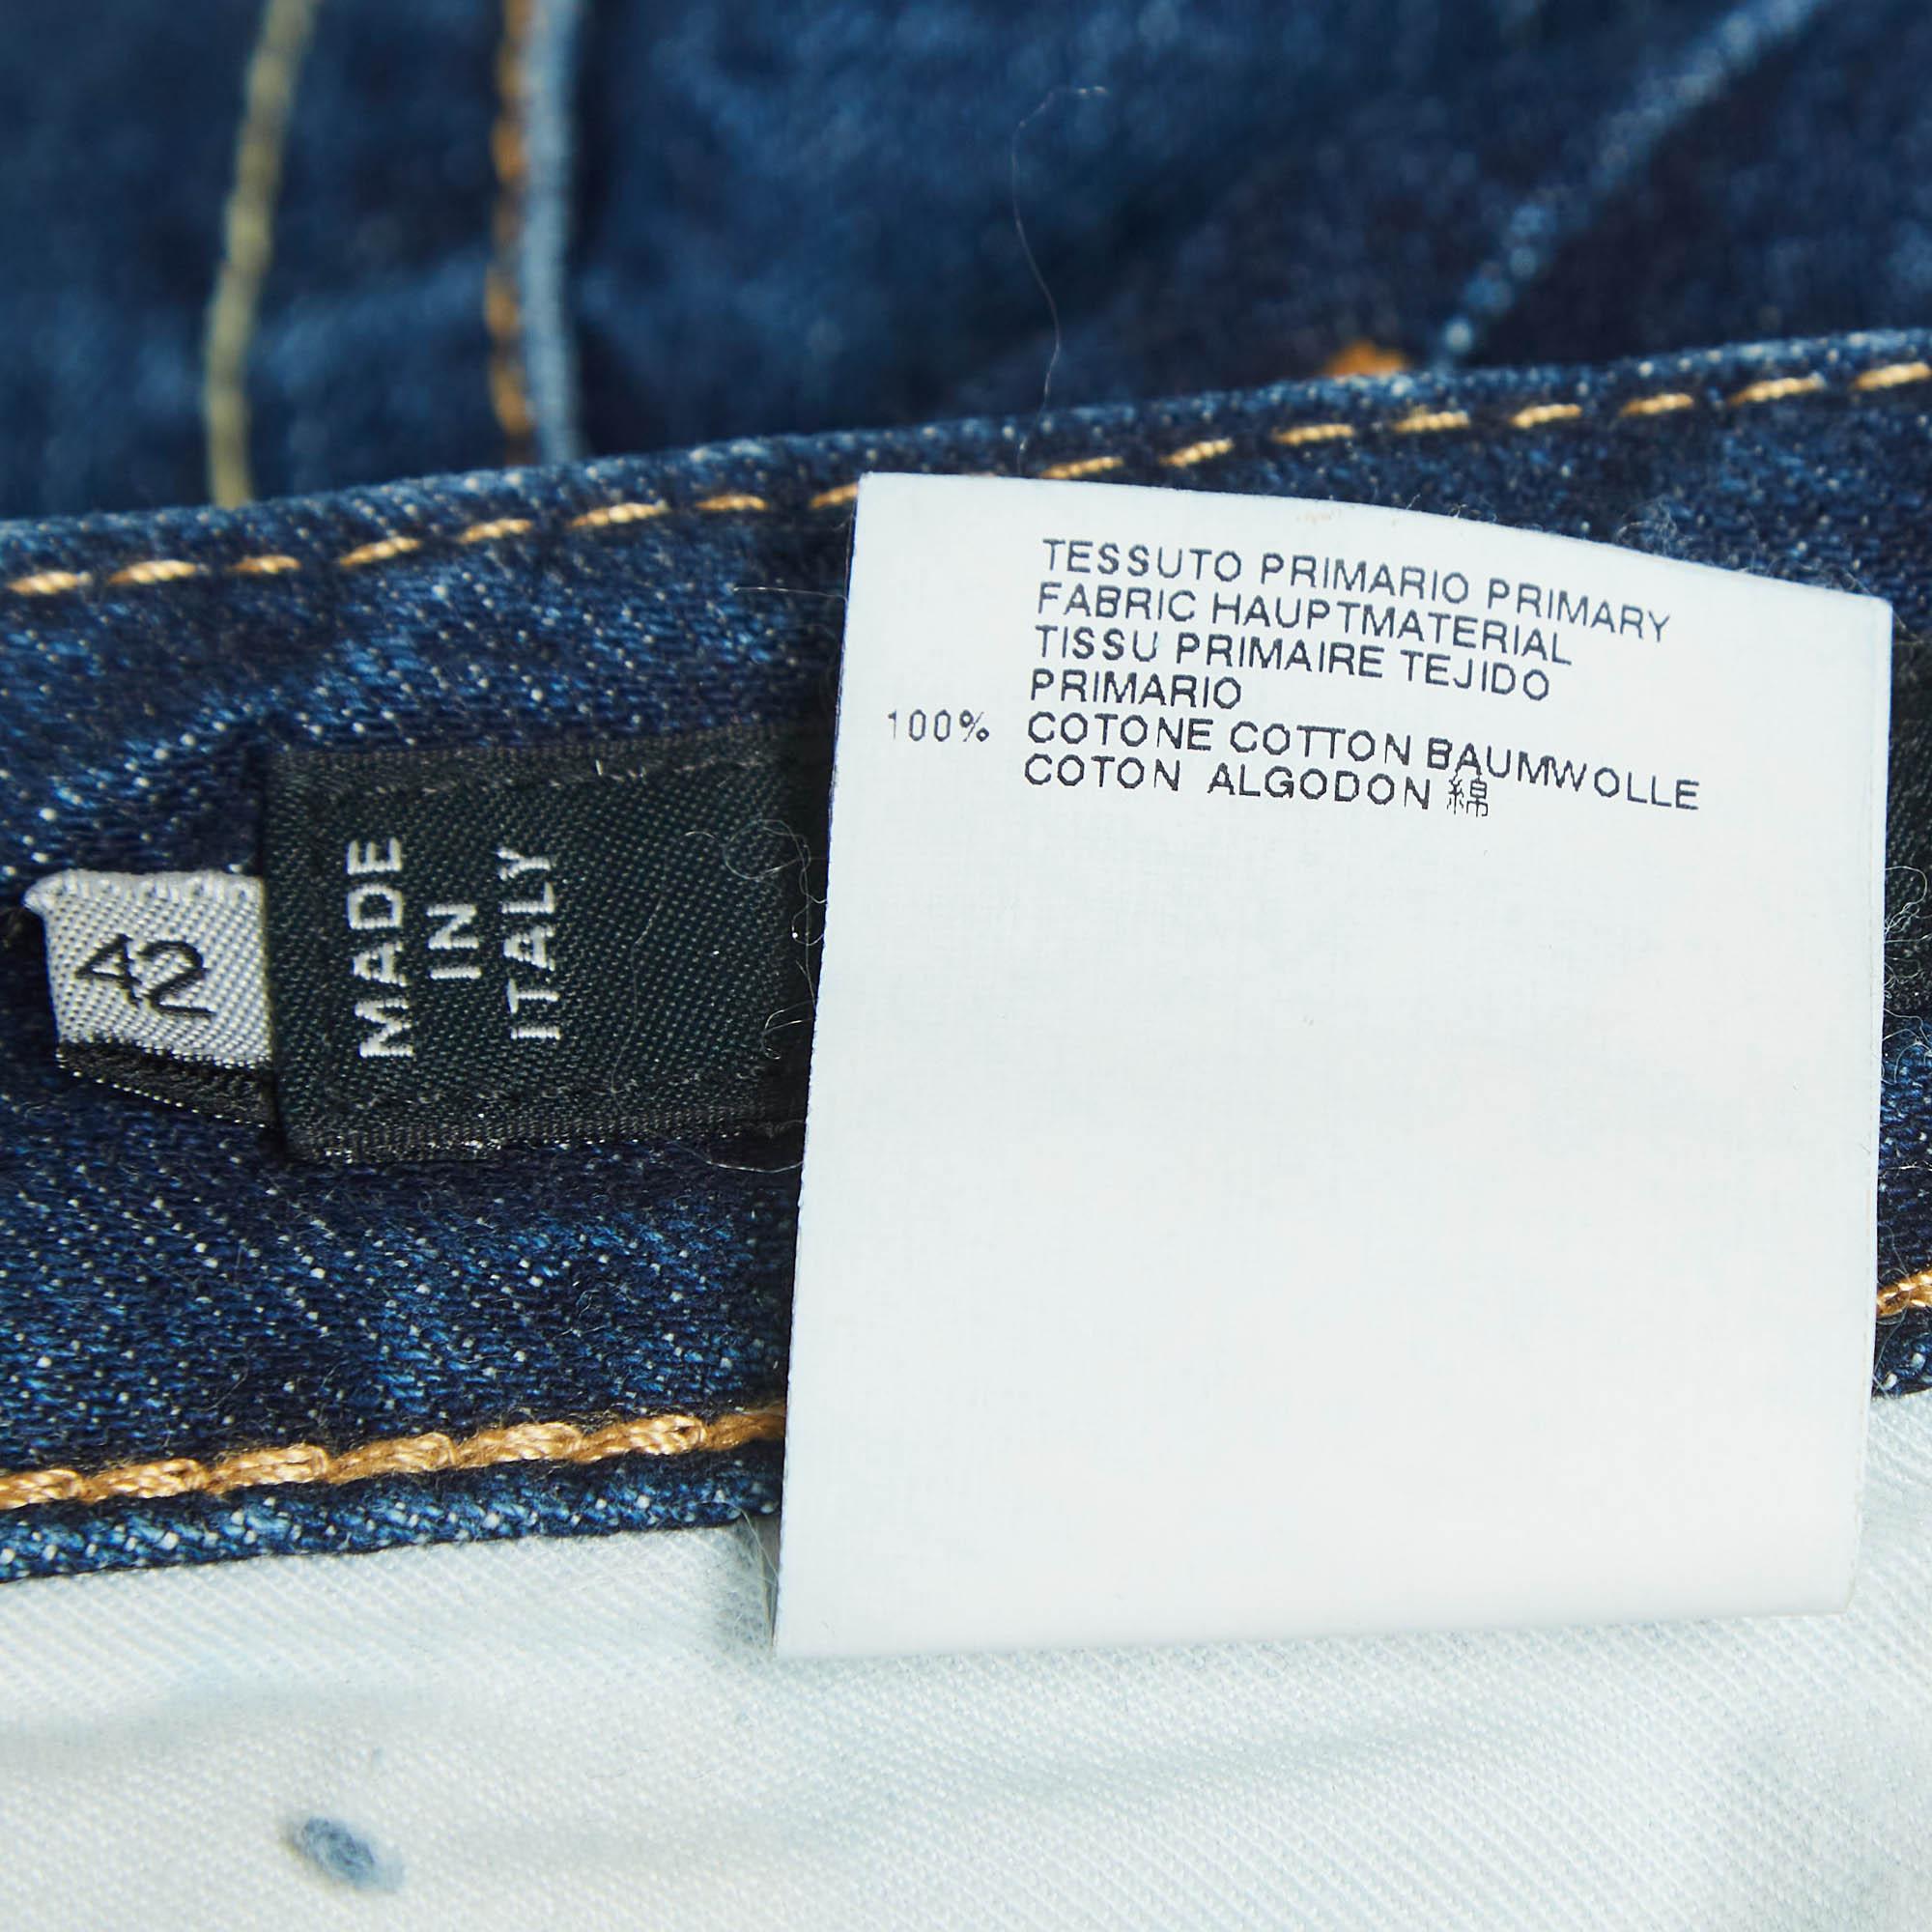 TESSUTO PRIMARIO PRIMARY
FABRIC HAUPTMATERIAL
TISSU PRIMAIRE TEJIDO
PRIMARIO
100% COTONE COTTON BAUMWOLLE
COTON ALGODON 綿
42
MADE
IN
ITALY